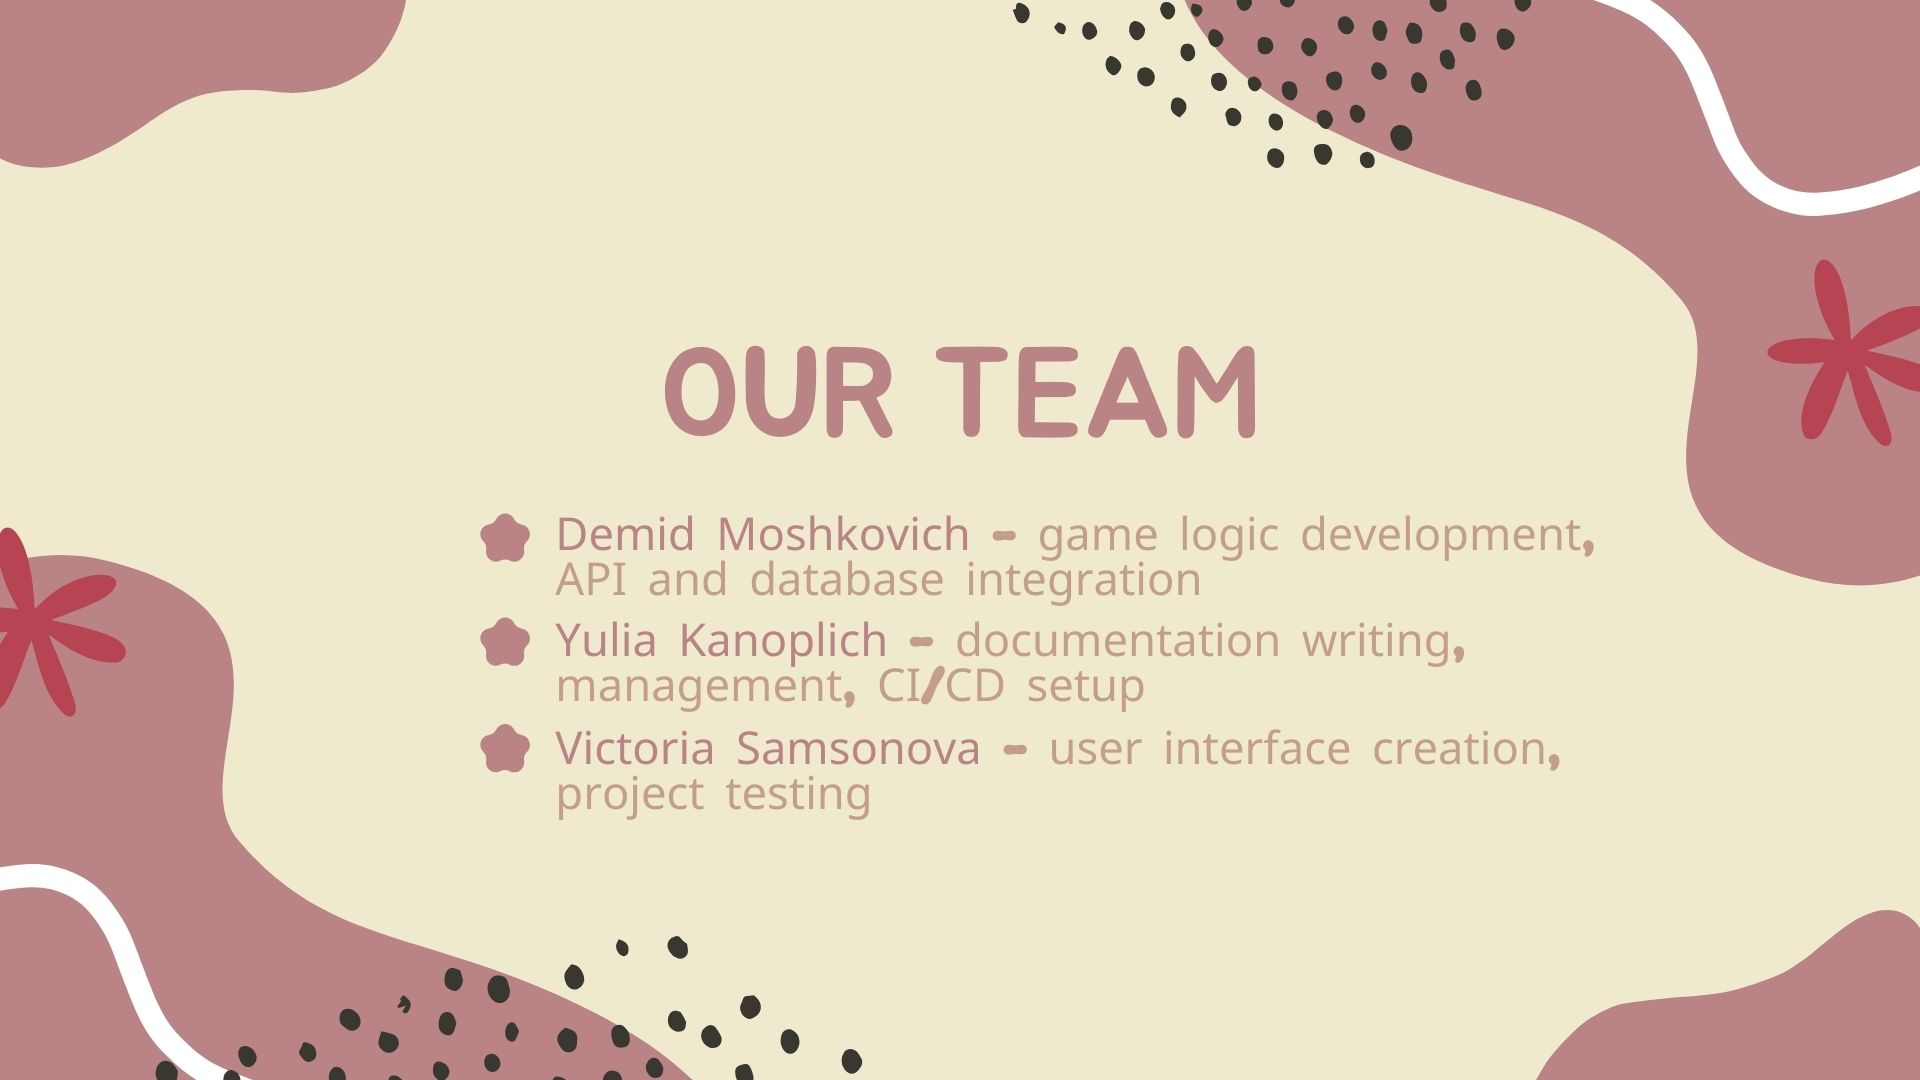 OUR TEAM
Demid Moshkovich - game logic development,
API and database integration
Yulia Kanoplich - documentation writing,
management, CI/CD setup
Victoria Samsonova - user interface creation,
project testing